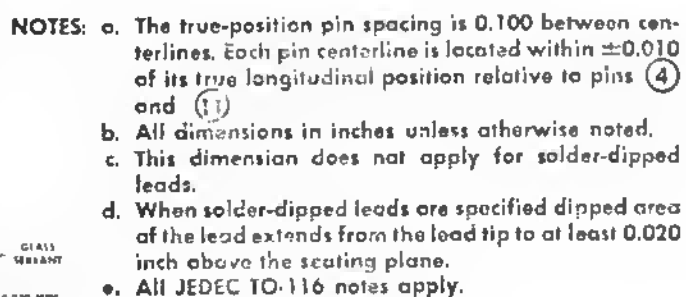 NOTES: a. The true-position pin spacing is 0.100 between cen-
terlines. Each pin centerline is located within ±0.010
of its true longitudinal position relative to pins ④
and ⑪
b. All dimensions in inches unless otherwise noted.
c. This dimension does not apply for solder-dipped
leads.
d. When solder-dipped leads are specified dipped area
of the lead extends from the lead tip to at least 0.020
inch above the seating plane.
GLASS
SEALANT
e. All JEDEC TO-116 notes apply.